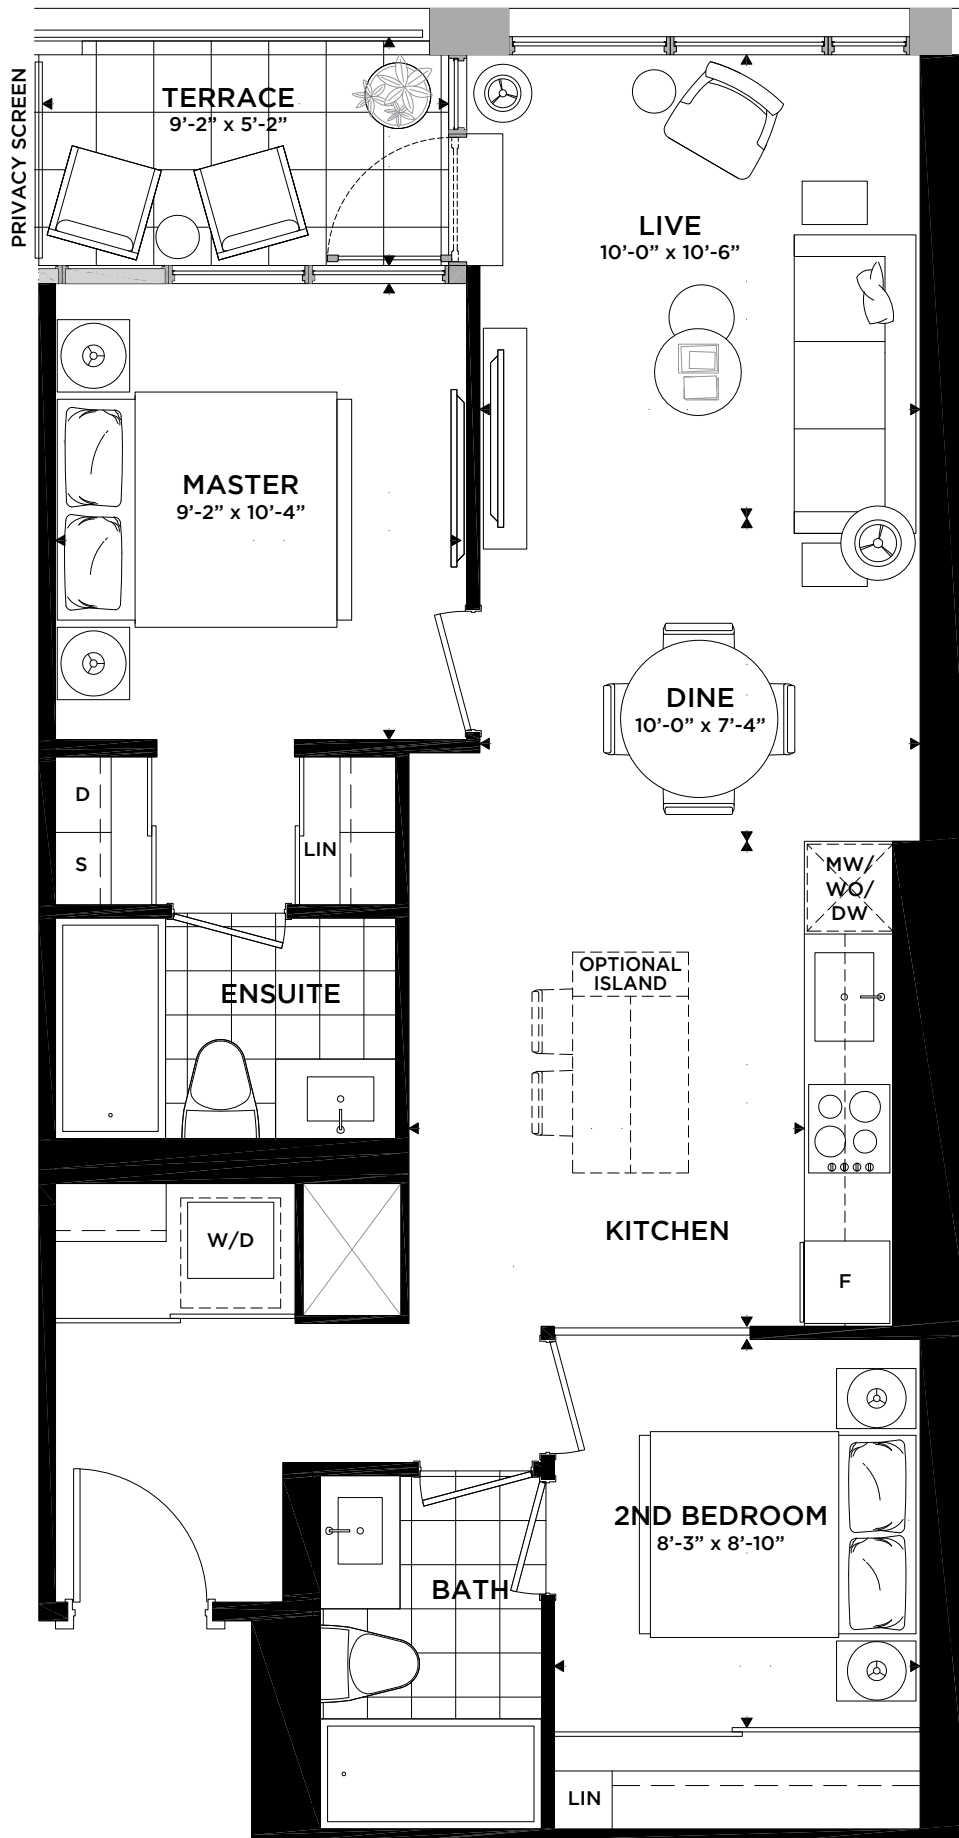 PRIVACY SCREEN
TERRACE
9'-2" x 5'-2"
LIVE
10'-0" x 10'-6"
MASTER
9'-2" x 10'-4"
DINE
10'-0" x 7'-4"
D
S
LIN
MW/
WO/
DW
OPTIONAL
ISLAND
ENSUITE
KITCHEN
W/D
F
2ND BEDROOM
8'-3" x 8'-10"
BATH
LIN